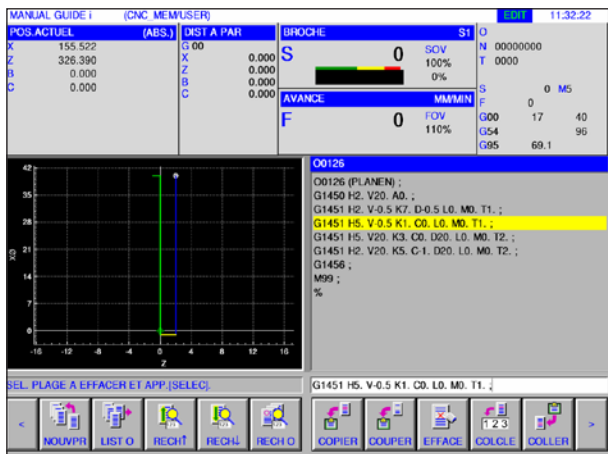 MANUAL GUIDE i (CNC_MEM/USER) EDIT 11:32:22
POS.ACTUEL (ABS.) DIST A PAR BROCHE S1 O
X 155.522 G 00 S 0 SOV N 00000000
Z 326.390 X 0.000 100% T 0000
B 0.000 Z 0.000 0%
C 0.000 B 0.000 S 0 M5
C 0.000 AVANCE MM/MIN F 0
F 0 FOV G00 17 40
110% G54 96
G95 69.1
O0126
O0126 (PLANEN) ;
G1450 H2. V20. A0. ;
G1451 H2. V-0.5 K7. D-0.5 L0. M0. T1. ;
G1451 H5. V-0.5 K1. C0. L0. M0. T1. ;
G1451 H5. V20. K3. C0. D20. L0. M0. T2. ;
G1451 H2. V20. K5. C-1. D20. L0. M0. T2. ;
G1456 ;
M99 ;
%
42
35
28
21
14
7
0
XØ
-16 -12 -8 -4 0 4 8 12 16
Z
SEL. PLAGE A EFFACER ET APP.[SELEC]. G1451 H5. V-0.5 K1. C0. L0. M0. T1. ;
< NOUVPR LIST O RECH↑ RECH↓ RECH O COPIER COUPER EFFACE COLCLE COLLER >
123